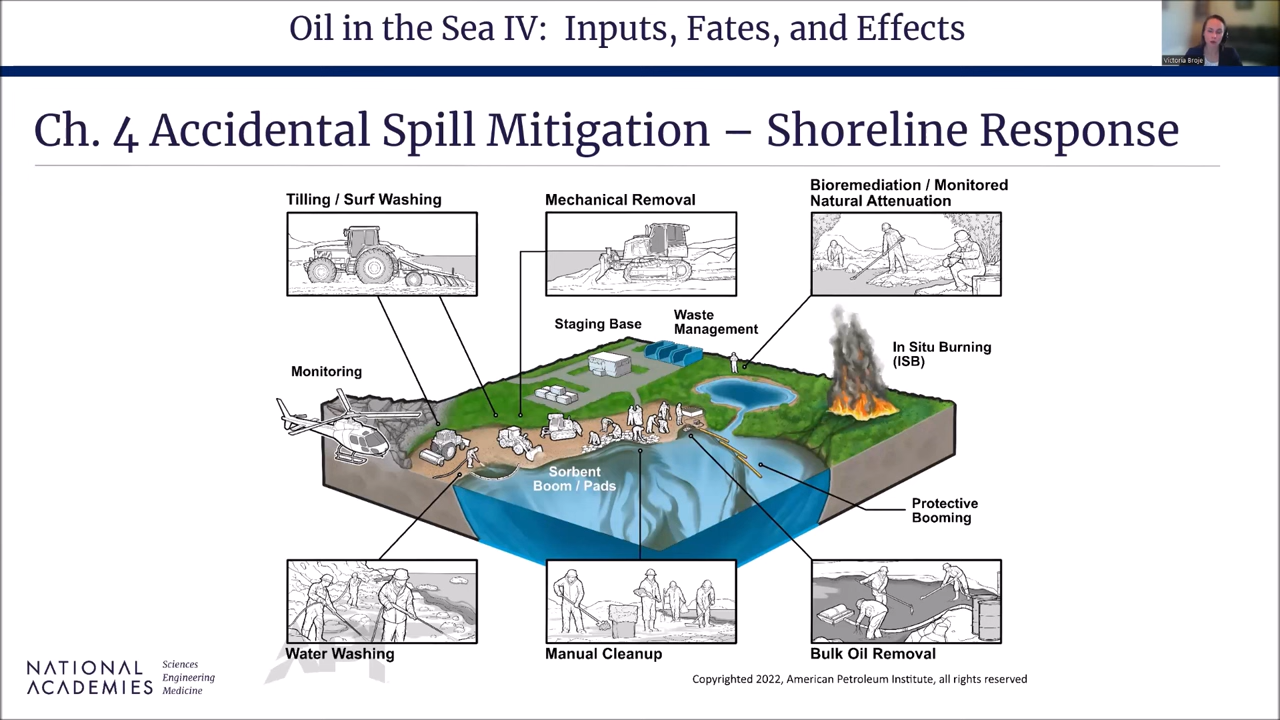 Oil in the Sea IV: Inputs, Fates, and Effects
Victoria Broje
Ch. 4 Accidental Spill Mitigation – Shoreline Response
Tilling / Surf Washing
Mechanical Removal
Bioremediation / Monitored
Natural Attenuation
Staging Base
Waste
Management
In Situ Burning
(ISB)
Monitoring
Sorbent
Boom / Pads
Protective
Booming
Water Washing
Manual Cleanup
Bulk Oil Removal
NATIONAL
ACADEMIES
Sciences
Engineering
Medicine
Copyrighted 2022, American Petroleum Institute, all rights reserved